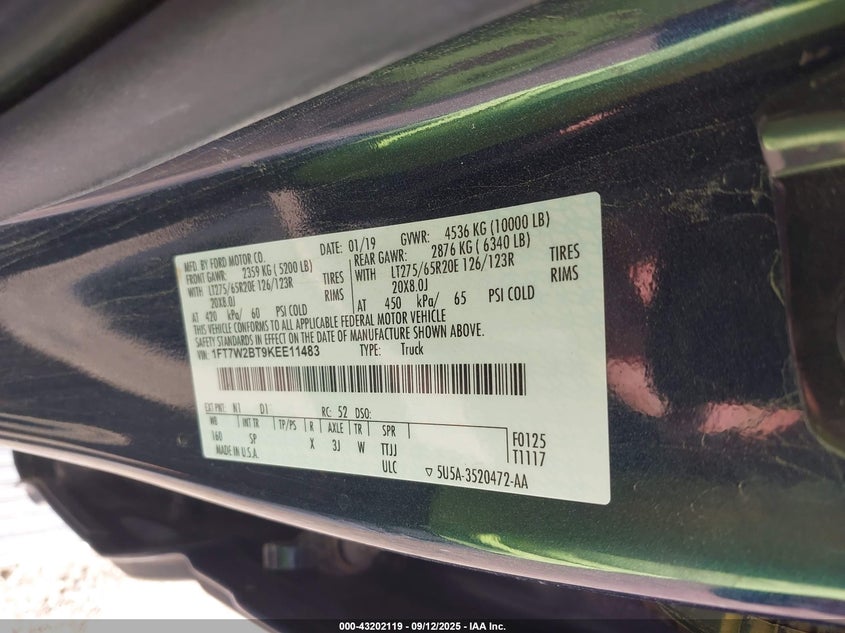 MFD. BY FORD MOTOR CO.
DATE: 01/19 GVWR: 4536 KG (10000 LB)
FRONT GAWR: 2359 KG (5200 LB)
REAR GAWR: 2876 KG (6340 LB)
WITH LT275/65R20E 126/123R TIRES
WITH LT275/65R20E 126/123R TIRES
20X8.0J RIMS
20X8.0J RIMS
AT 420 kPa/ 60 PSI COLD
AT 450 kPa/ 65 PSI COLD
THIS VEHICLE CONFORMS TO ALL APPLICABLE FEDERAL MOTOR VEHICLE
SAFETY STANDARDS IN EFFECT ON THE DATE OF MANUFACTURE SHOWN ABOVE.
VIN: 1FT7W2BT9KEE11483 TYPE: Truck
EXT PNT: N1 D1 RC: 52 DSO:
WB INT TR TP/PS R AXLE TR SPR
160 SP X 3J W TTJJ
ULC
MADE IN U.S.A.
F0125
T1117
▽ 5U5A-3520472-AA
000-43202119 - 09/12/2025 - IAA Inc.